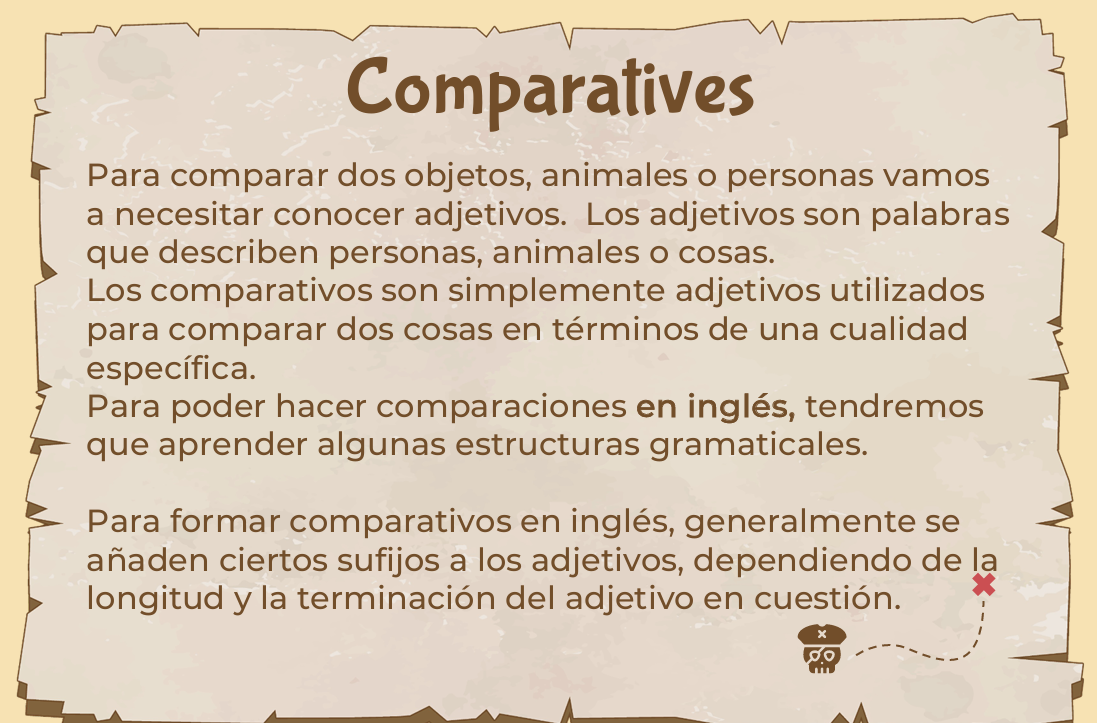 Comparatives
Para comparar dos objetos, animales o personas vamos
a necesitar conocer adjetivos.  Los adjetivos son palabras
que describen personas, animales o cosas.
Los comparativos son simplemente adjetivos utilizados
para comparar dos cosas en términos de una cualidad
específica.
Para poder hacer comparaciones en inglés, tendremos
que aprender algunas estructuras gramaticales.
Para formar comparativos en inglés, generalmente se
añaden ciertos sufijos a los adjetivos, dependiendo de la
longitud y la terminación del adjetivo en cuestión.